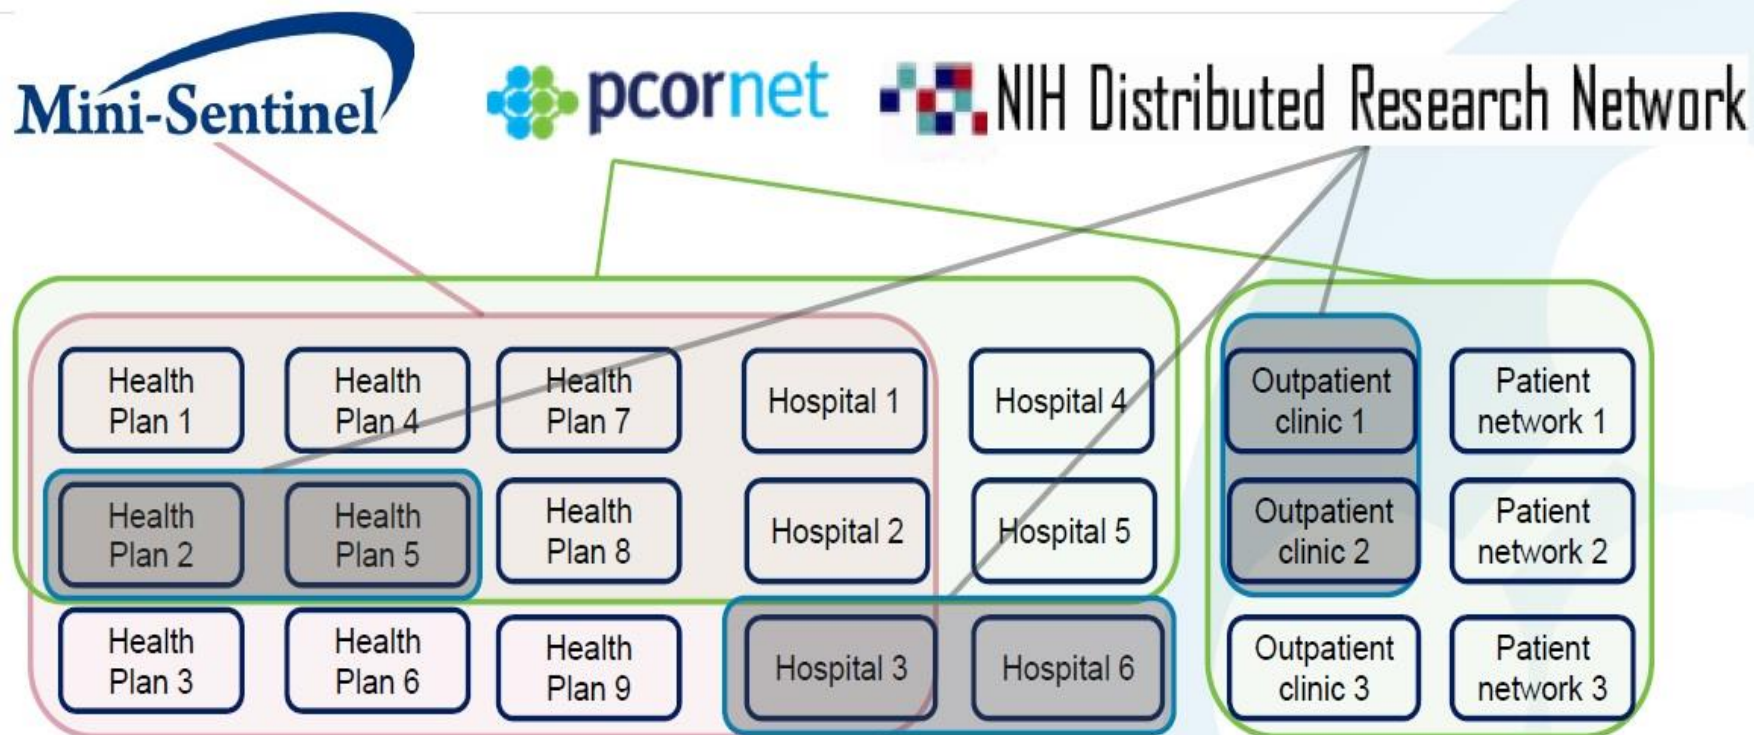 Mini-Sentinel
pcornet
NIH Distributed Research Network
Health
Plan 1
Health
Plan 4
Health
Plan 7
Hospital 1
Hospital 4
Outpatient
clinic 1
Patient
network 1
Health
Plan 2
Health
Plan 5
Health
Plan 8
Hospital 2
Hospital 5
Outpatient
clinic 2
Patient
network 2
Health
Plan 3
Health
Plan 6
Health
Plan 9
Hospital 3
Hospital 6
Outpatient
clinic 3
Patient
network 3